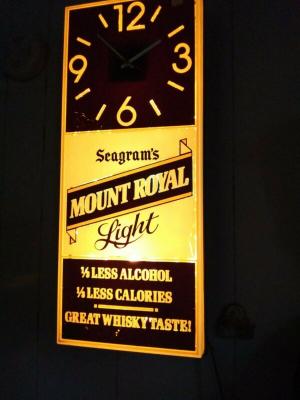 12
9 3
6
Seagram's
MOUNT ROYAL
Light
⅓ LESS ALCOHOL
⅓ LESS CALORIES
GREAT WHISKY TASTE!